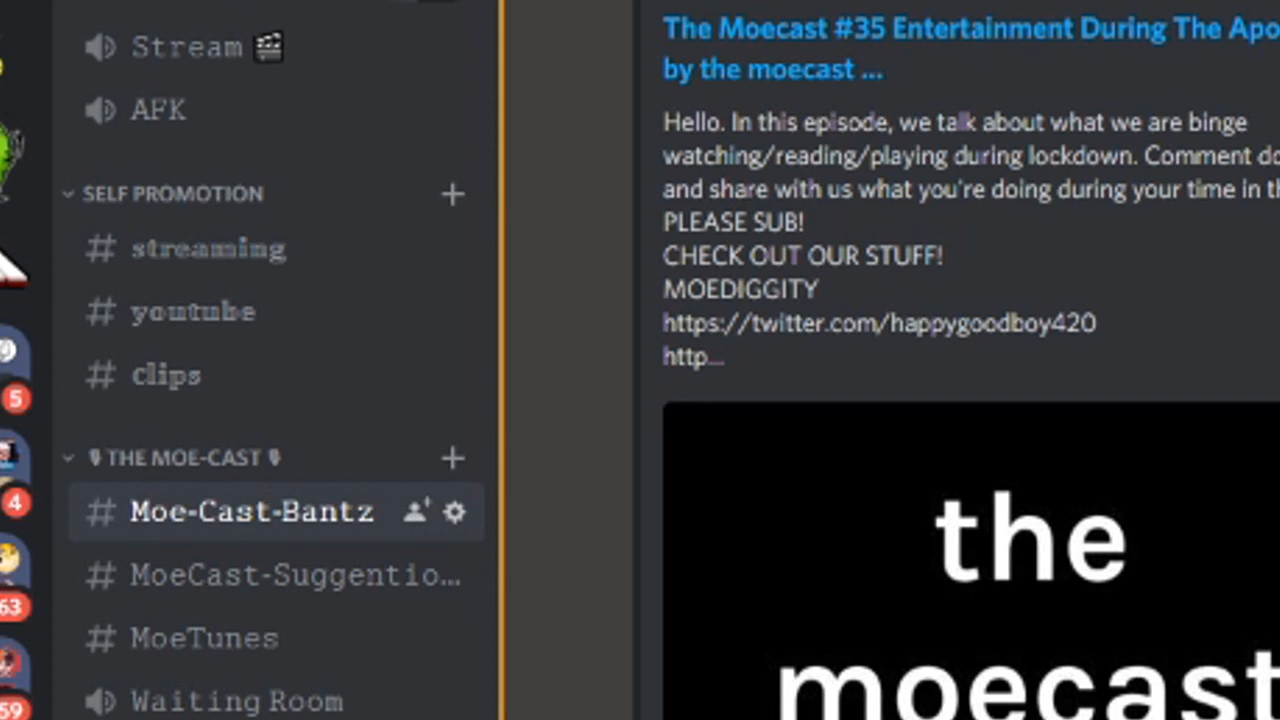 Stream
AFK
SELF PROMOTION
streaming
youtube
clips
THE MOE-CAST
Moe-Cast-Bantz
MoeCast-Suggentio...
MoeTunes
Waiting Room
5
4
63
59
The Moecast #35 Entertainment During The Apo
by the moecast ...
Hello. In this episode, we talk about what we are binge
watching/reading/playing during lockdown. Comment do
and share with us what you're doing during your time in th
PLEASE SUB!
CHECK OUT OUR STUFF!
MOEDIGGITY
https://twitter.com/happygoodboy420
http...
the
moecast